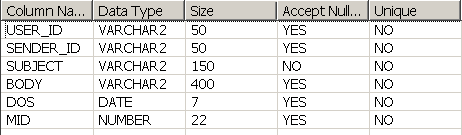 Column Na... Data Type Size Accept Null... Unique
USER_ID VARCHAR2 50 YES NO
SENDER_ID VARCHAR2 50 YES NO
SUBJECT VARCHAR2 150 NO NO
BODY VARCHAR2 400 YES NO
DOS DATE 7 YES NO
MID NUMBER 22 YES NO